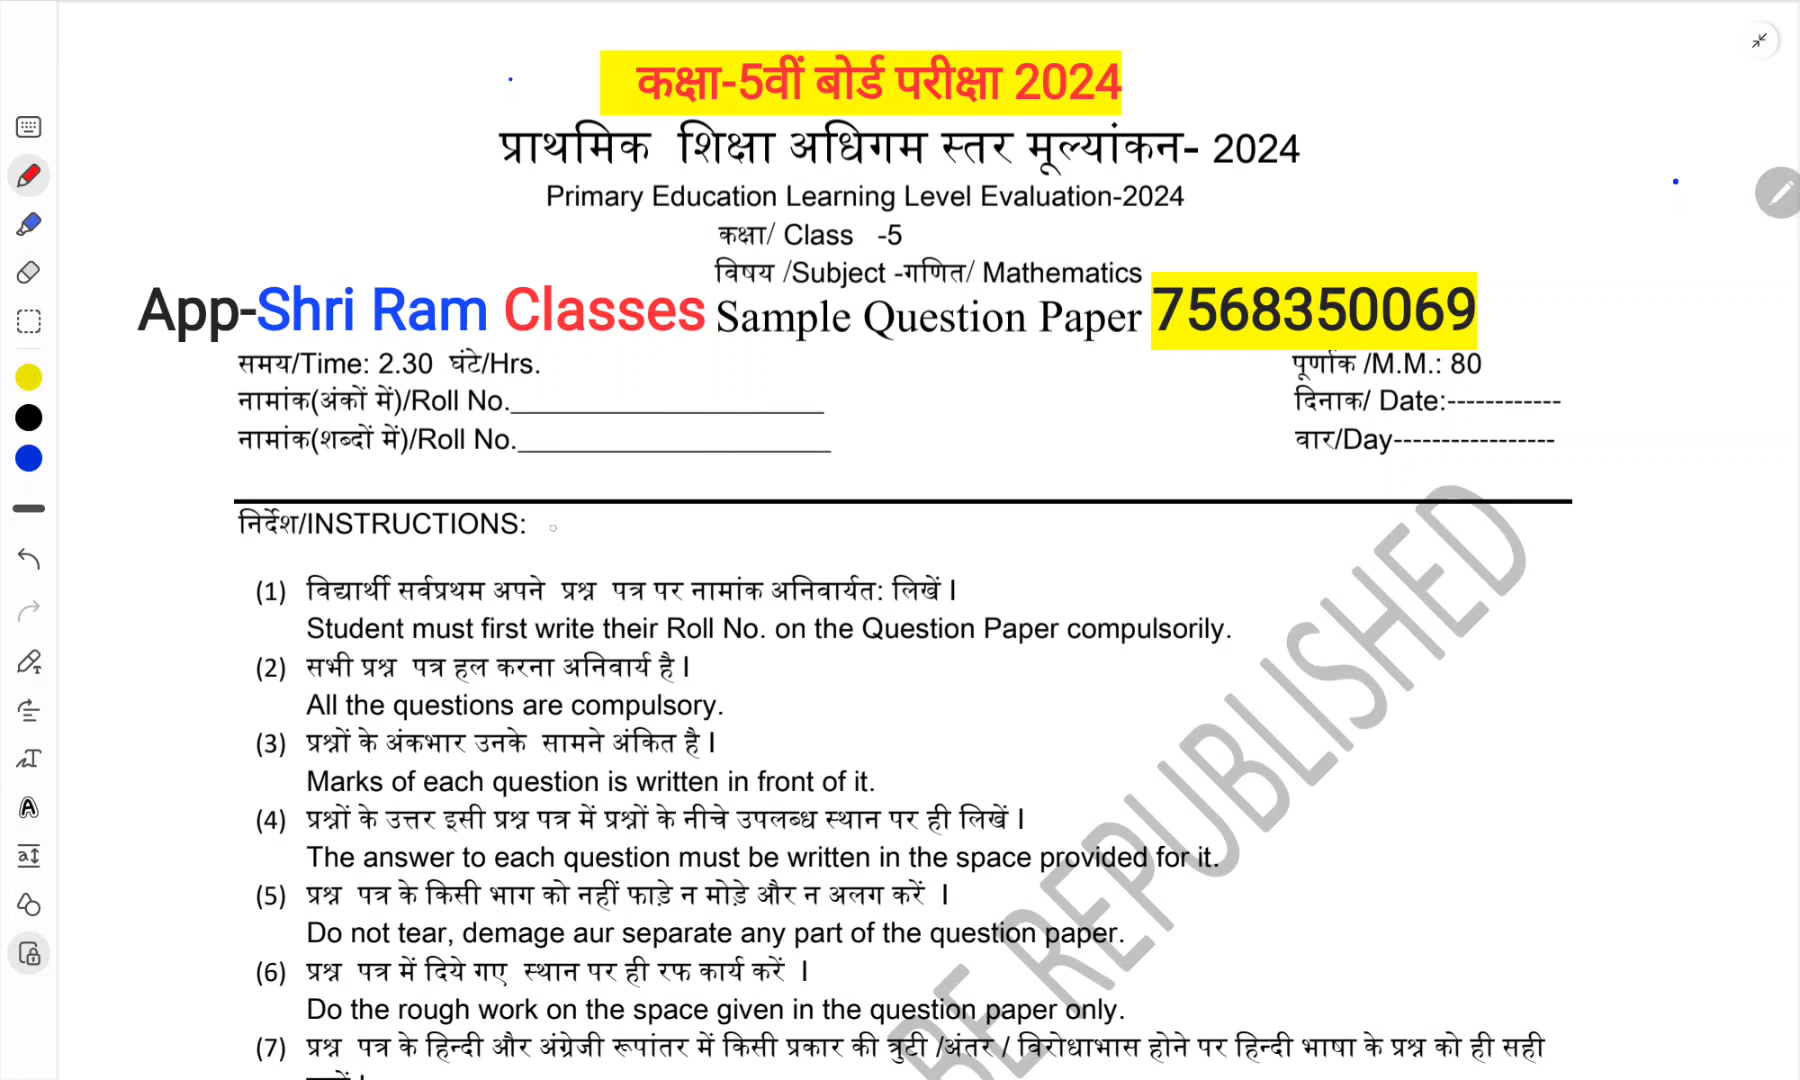 कक्षा-5वीं बोर्ड परीक्षा 2024
प्राथमिक शिक्षा अधिगम स्तर मूल्यांकन- 2024
Primary Education Learning Level Evaluation-2024
कक्षा/ Class -5
विषय /Subject -गणित/ Mathematics
App-Shri Ram Classes Sample Question Paper 7568350069
समय/Time: 2.30 घंटे/Hrs. पूर्णांक /M.M.: 80
नामांक(अंकों में)/Roll No.______________________ दिनाक/ Date:------------
नामांक(शब्दों में)/Roll No.______________________ वार/Day-----------------
निर्देश/INSTRUCTIONS:
(1) विद्यार्थी सर्वप्रथम अपने प्रश्न पत्र पर नामांक अनिवार्यत: लिखें।
Student must first write their Roll No. on the Question Paper compulsorily.
(2) सभी प्रश्न पत्र हल करना अनिवार्य है।
All the questions are compulsory.
(3) प्रश्नों के अंकभार उनके सामने अंकित है।
Marks of each question is written in front of it.
(4) प्रश्नों के उत्तर इसी प्रश्न पत्र में प्रश्नों के नीचे उपलब्ध स्थान पर ही लिखें।
The answer to each question must be written in the space provided for it.
(5) प्रश्न पत्र के किसी भाग को नहीं फाड़े न मोड़े और न अलग करें ।
Do not tear, demage aur separate any part of the question paper.
(6) प्रश्न पत्र में दिये गए स्थान पर ही रफ कार्य करें ।
Do the rough work on the space given in the question paper only.
(7) प्रश्न पत्र के हिन्दी और अंग्रेजी रूपांतर में किसी प्रकार की त्रुटी /अंतर / विरोधाभास होने पर हिन्दी भाषा के प्रश्न को ही सही
BE REPUBLISHED